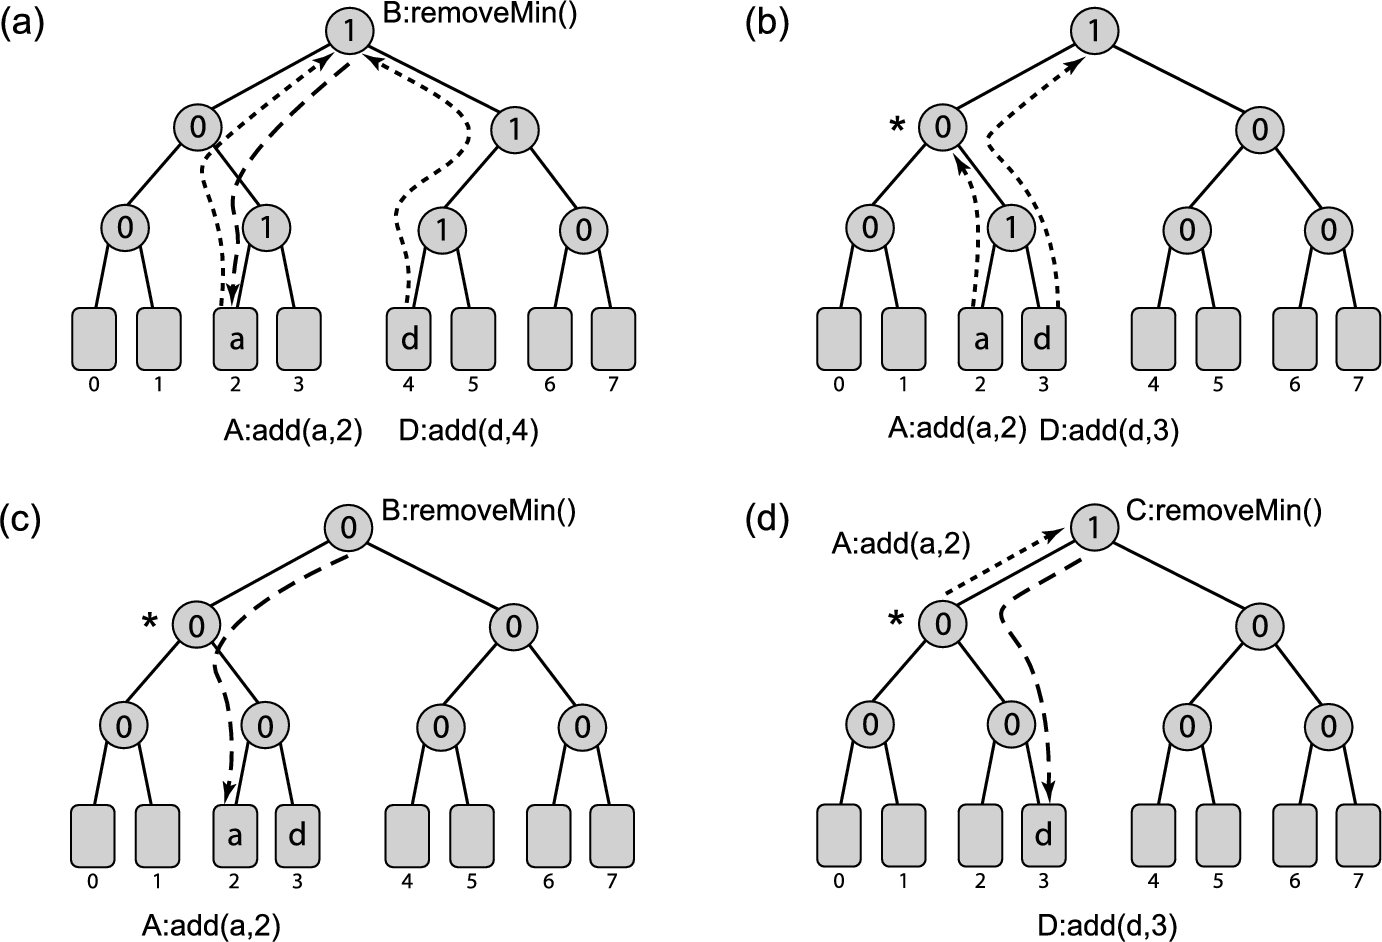 (a) B:removeMin()
1
0 1
0 1 1 0
a d
0 1 2 3 4 5 6 7
A:add(a,2) D:add(d,4)
(b)
1
* 0 0
0 1 0 0
a d
0 1 2 3 4 5 6 7
A:add(a,2) D:add(d,3)
(c) B:removeMin()
0
* 0 0
0 0 0 0
a d
0 1 2 3 4 5 6 7
A:add(a,2)
(d) C:removeMin()
1
A:add(a,2)
* 0 0
0 0 0 0
d
0 1 2 3 4 5 6 7
D:add(d,3)